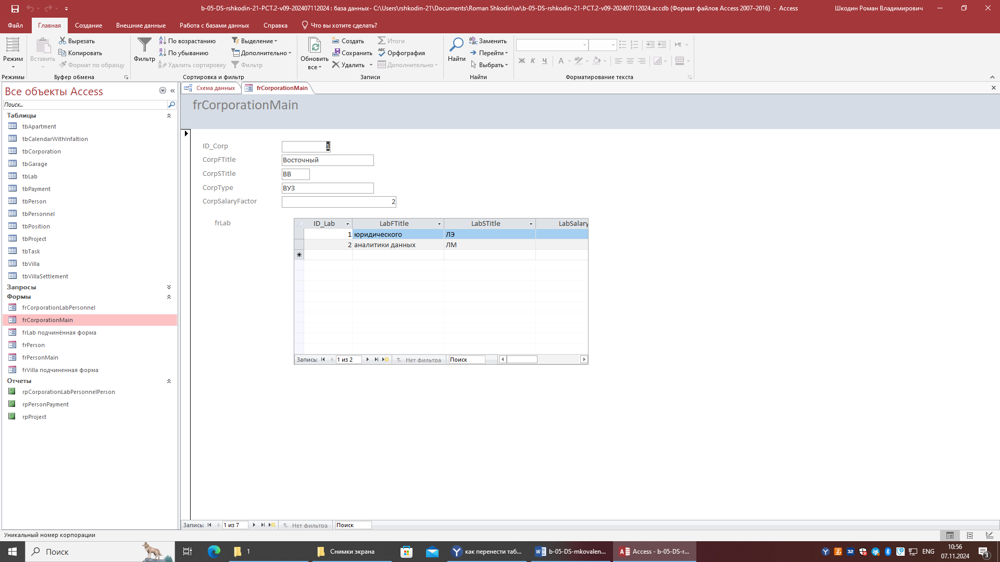 b-05-DS-rshkodin-21-PCT.2-v09-202407112024 : база данных- C:\Users\rshkodin-21\Documents\Roman Shkodin\w\b-05-DS-rshkodin-21-PCT.2-v09-202407112024.accdb (Формат файлов Access 2007–2016) - Access
Шкодин Роман Владимирович
Файл Главная Создание Внешние данные Работа с базами данных Справка Что вы хотите сделать?
Режим
Режимы
Вставить
Вырезать
Копировать
Формат по образцу
Буфер обмена
Фильтр
По возрастанию
По убыванию
Удалить сортировку
Выделение
Дополнительно
Фильтр
Сортировка и фильтр
Обновить
все
Создать
Сохранить
Удалить
Итоги
Орфография
Дополнительно
Записи
Найти
Заменить
Перейти
Выбрать
Найти
Ж К Ч А
Форматирование текста
Все объекты Access
Поиск...
Таблицы
tbApartment
tbCalendarWithInfaltion
tbCorporation
tbGarage
tbLab
tbPayment
tbPerson
tbPersonnel
tbPosition
tbProject
tbTask
tbVilla
tbVillaSettlement
Запросы
Формы
frCorporationLabPersonnel
frCorporationMain
frLab подчинённая форма
frPerson
frPersonMain
frVilla подчиненная форма
Отчеты
rpCorporationLabPersonnelPerson
rpPersonPayment
rpProject
Схема данных frCorporationMain
frCorporationMain
ID_Corp 1
CorpFTitle Восточный
CorpSTitle ВВ
CorpType ВУЗ
CorpSalaryFactor 2
frLab
ID_Lab LabFTitle LabSTitle LabSalary
1 юридического ЛЭ
2 аналитики данных ЛМ
Запись: 1 из 2 Нет фильтра Поиск
Запись: 1 из 7 Нет фильтра Поиск
Уникальный номер корпорации
Поиск
1
Снимки экрана
как перенести таб...
b-05-DS-mkovalen...
Access - b-05-DS-r...
32
ENG
10:56
07.11.2024
3